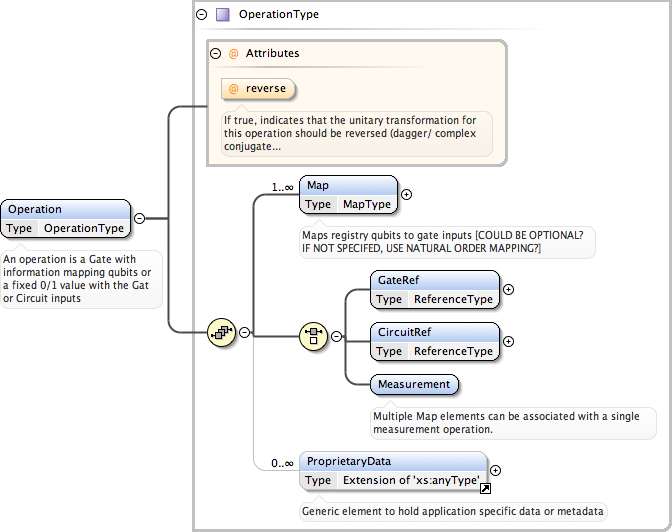 OperationType
@ Attributes
@ reverse
If true, indicates that the unitary transformation for
this operation should be reversed (dagger/ complex
conjugate...
1..∞
Map
Type MapType
Maps registry qubits to gate inputs [COULD BE OPTIONAL?
IF NOT SPECIFED, USE NATURAL ORDER MAPPING?]
Operation
Type OperationType
An operation is a Gate with
information mapping qubits or
a fixed 0/1 value with the Gat
or Circuit inputs
GateRef
Type ReferenceType
CircuitRef
Type ReferenceType
Measurement
Multiple Map elements can be associated with a single
measurement operation.
0..∞
ProprietaryData
Type Extension of 'xs:anyType'
Generic element to hold application specific data or metadata